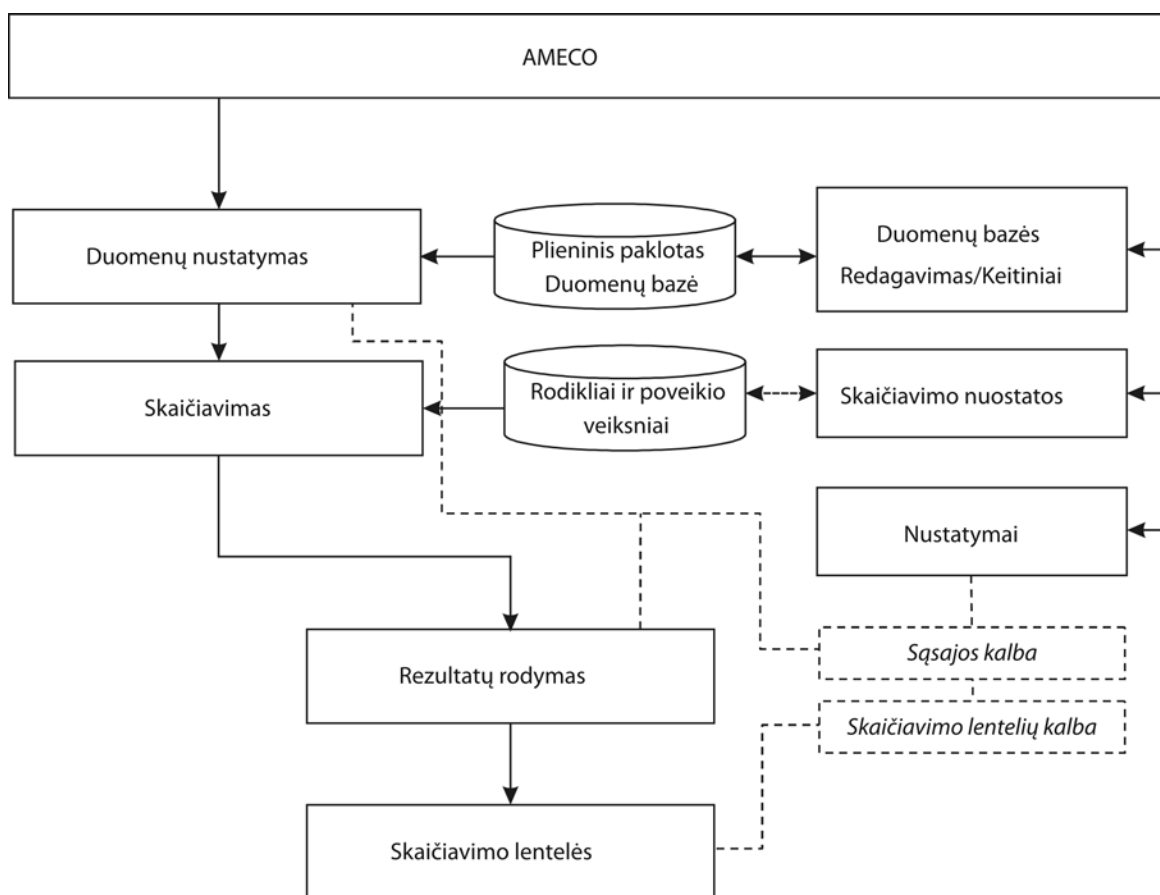 AMECO
Duomenų nustatymas
Plieninis paklotas
Duomenų bazė
Duomenų bazės
Redagavimas/Keitiniai
Skaičiavimas
Rodikliai ir poveikio
veiksniai
Skaičiavimo nuostatos
Nustatymai
Sąsajos kalba
Rezultatų rodymas
Skaičiavimo lentelių kalba
Skaičiavimo lentelės